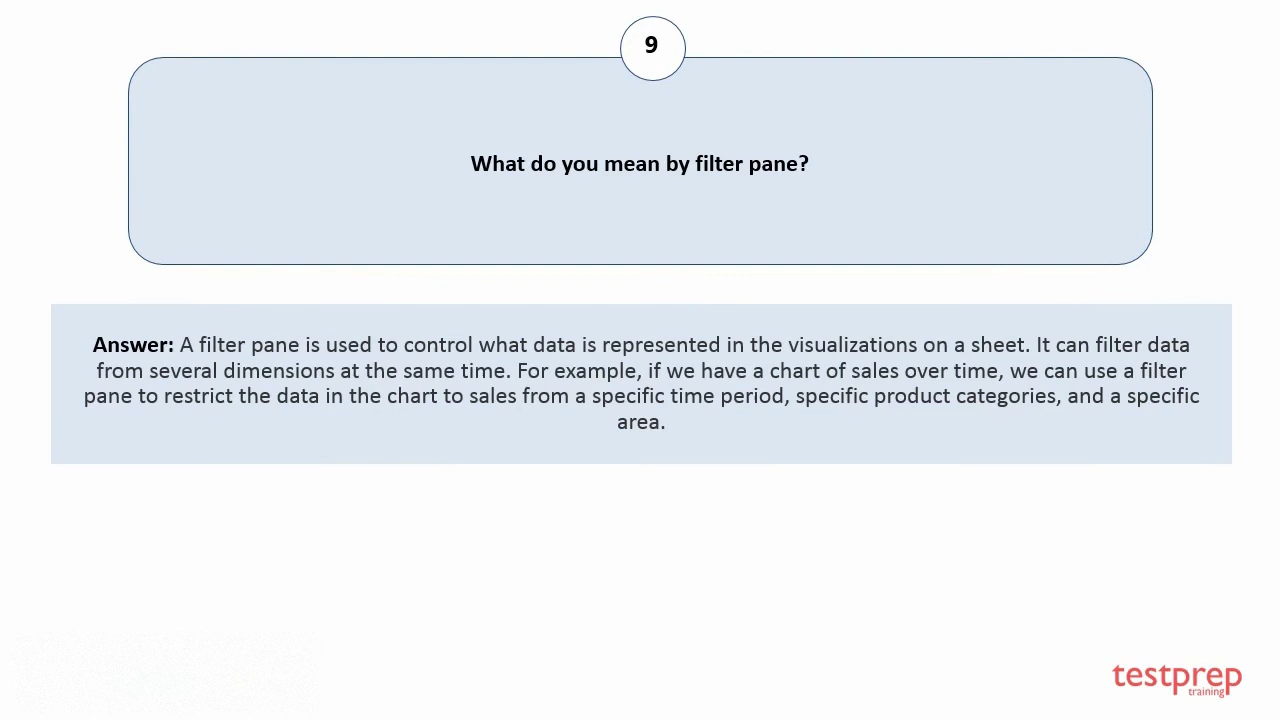 9
What do you mean by filter pane?
Answer: A filter pane is used to control what data is represented in the visualizations on a sheet. It can filter data
from several dimensions at the same time. For example, if we have a chart of sales over time, we can use a filter
pane to restrict the data in the chart to sales from a specific time period, specific product categories, and a specific
area.
testprep
training